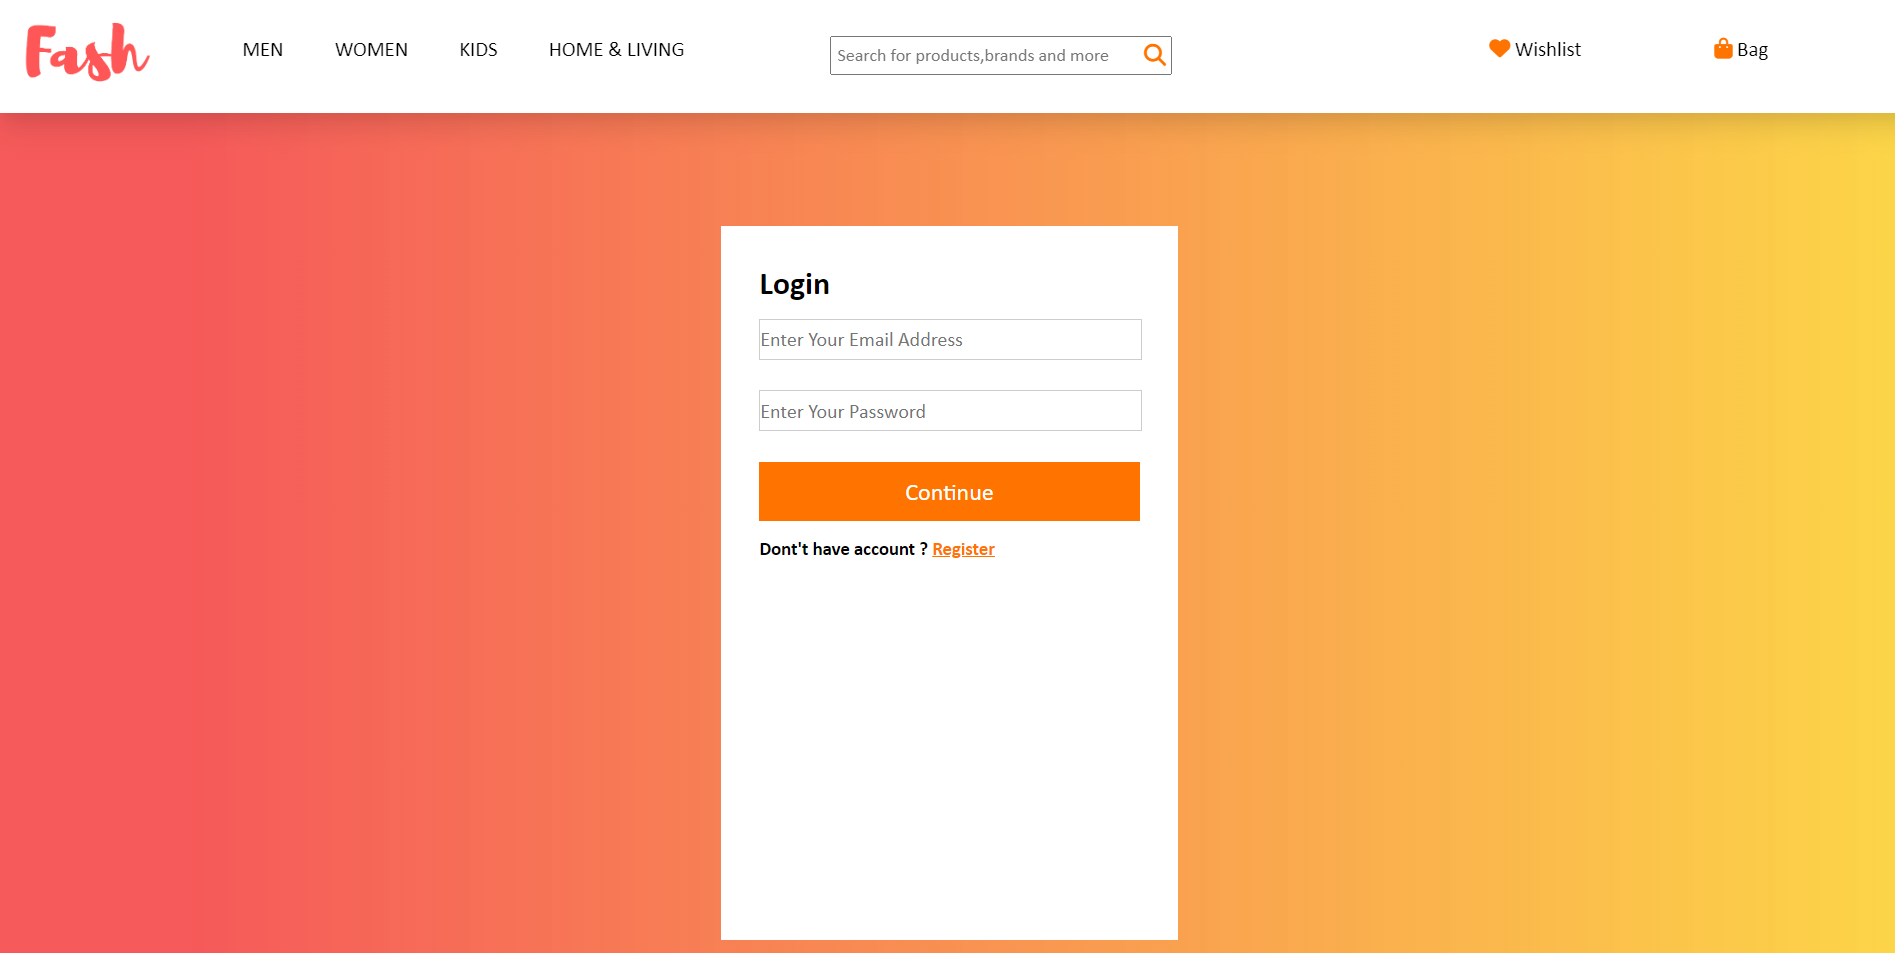 Fash MEN WOMEN KIDS HOME & LIVING Search for products,brands and more Wishlist Bag
Login
Enter Your Email Address
Enter Your Password
Continue
Dont't have account ? Register